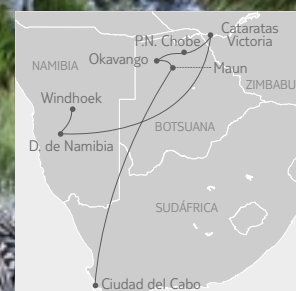 Cataratas
Victoria
P.N. Chobe
Okavango
Maun
NAMIBIA
ZIMBABU
Windhoek
BOTSUANA
D. de Namibia
SUDÁFRICA
Ciudad del Cabo